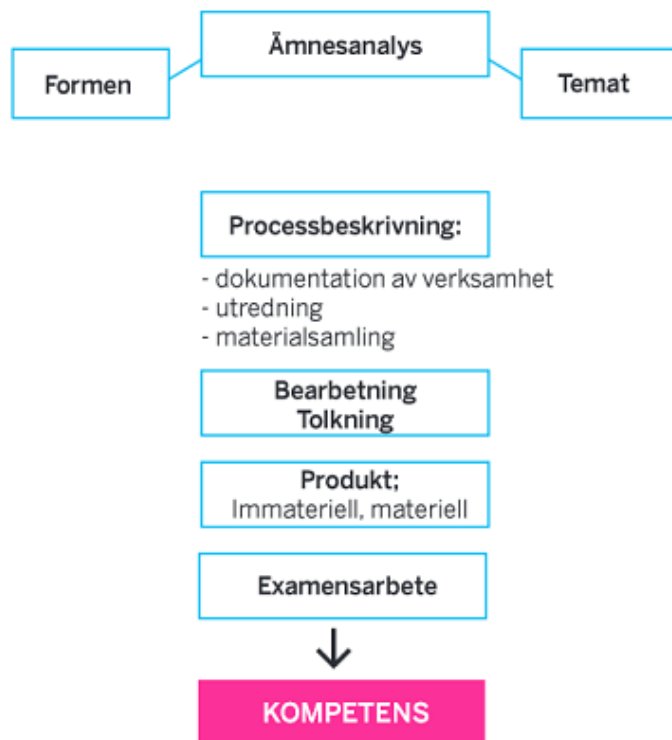 Ämnesanalys
Formen
Temat
Processbeskrivning:
- dokumentation av verksamhet
- utredning
- materialsamling
Bearbetning
Tolkning
Produkt;
Immateriell, materiell
Examensarbete
KOMPETENS